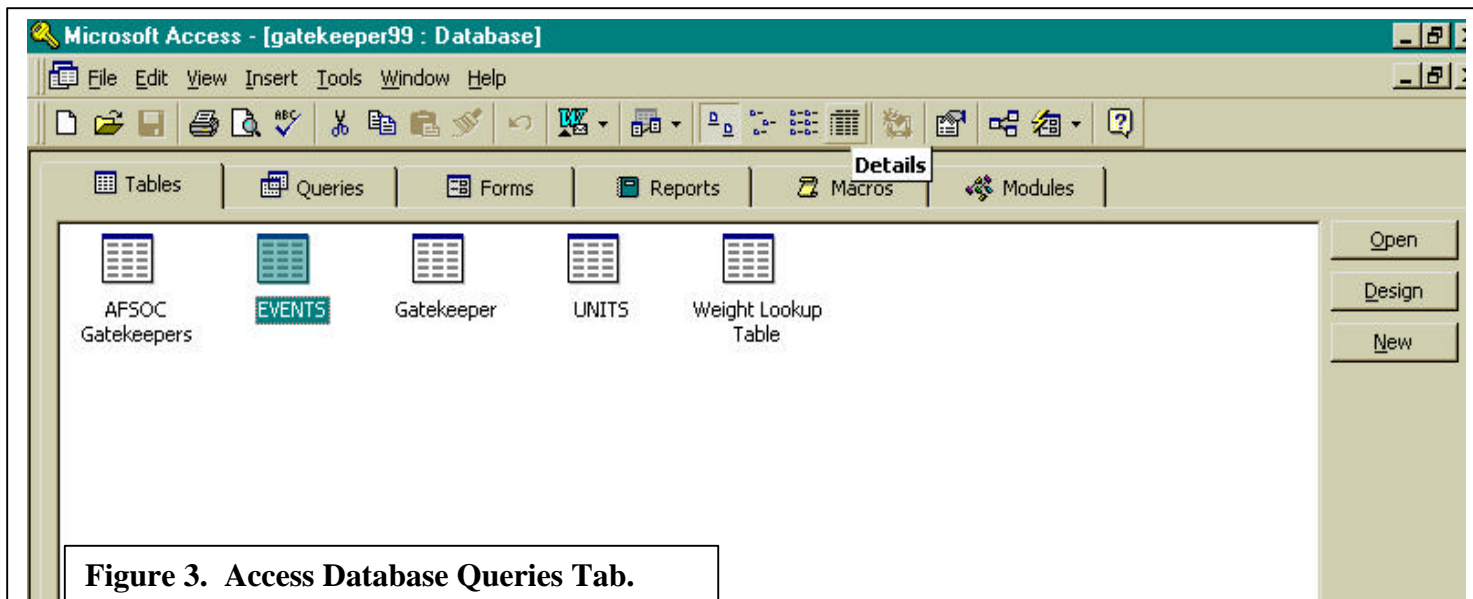 Microsoft Access - [gatekeeper99 : Database]
File Edit View Insert Tools Window Help
ABC
Details
Tables Queries Forms Reports Macros Modules
AFSOC Gatekeepers
EVENTS
Gatekeeper
UNITS
Weight Lookup Table
Open
Design
New
Figure 3. Access Database Queries Tab.